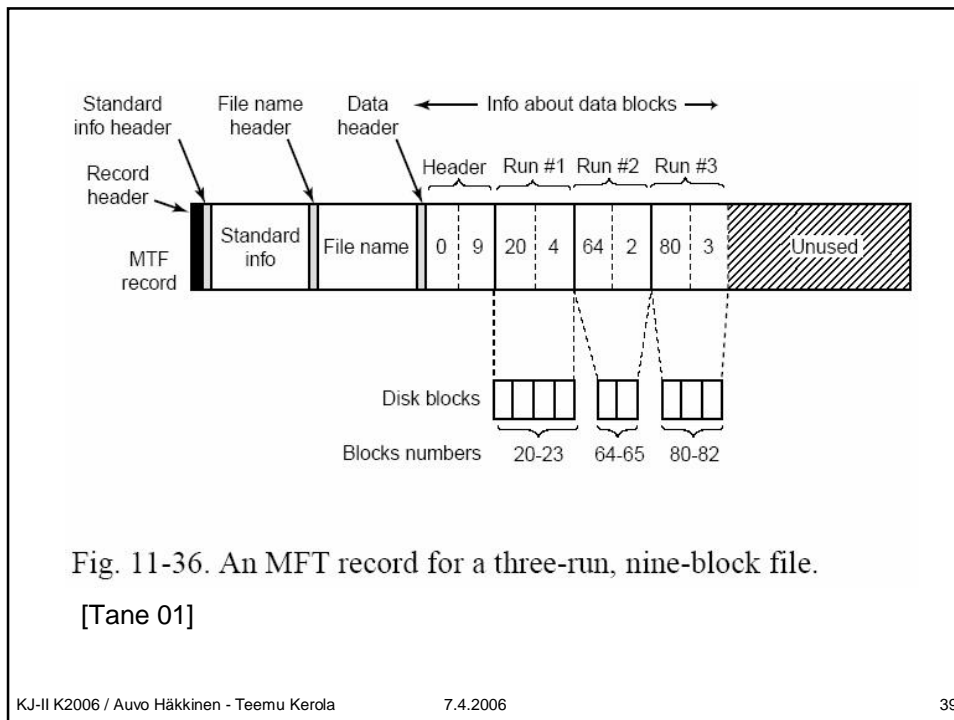 Standard
info header
File name
header
Data
header
Info about data blocks
Record
header
Header
Run #1
Run #2
Run #3
MTF
record
Standard
info
File name
0 9 20 4 64 2 80 3
Unused
Disk blocks
Blocks numbers 20-23 64-65 80-82
Fig. 11-36. An MFT record for a three-run, nine-block file.
[Tane 01]
KJ-II K2006 / Auvo Häkkinen - Teemu Kerola 7.4.2006 39